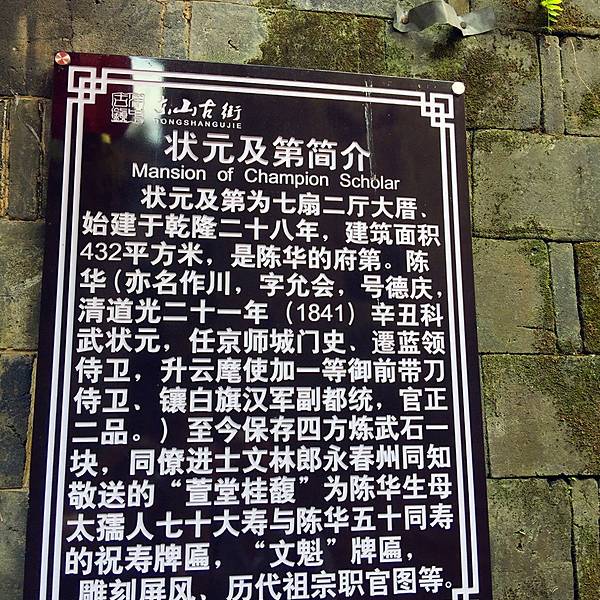 东山古街
DONGSHANGUJIE
状元及第简介
Mansion of Champion Scholar
状元及第为七扇二厅大厝、
始建于乾隆二十八年，建筑面积
432平方米，是陈华的府第。陈
华（亦名作川，字允会，号德庆，
清道光二十一年（1841）辛丑科
武状元，任京师城门史、遷蓝领
侍卫，升云麾使加一等御前带刀
侍卫、镶白旗汉军副都统，官正
二品。）至今保存四方炼武石一
块，同僚进士文林郎永春州同知
敬送的“萱堂桂馥”为陈华生母
太孺人七十大寿与陈华五十同寿
的祝寿牌匾，“文魁”牌匾，
雕刻屏风，历代祖宗职官图等。